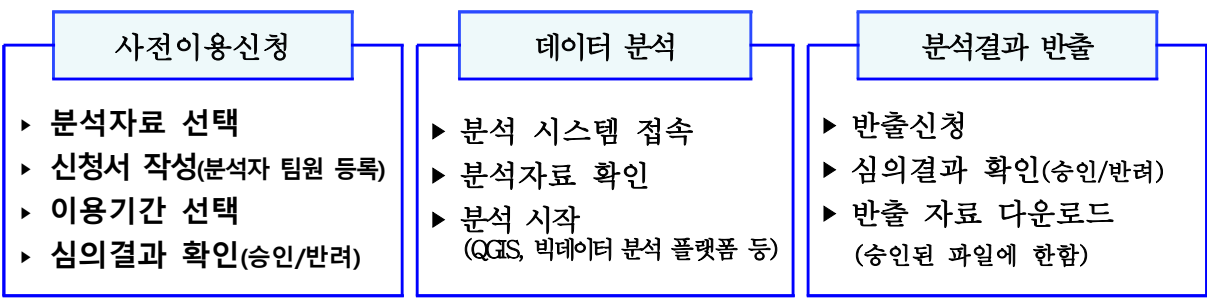 사전이용신청
▸ 분석자료 선택
▸ 신청서 작성(분석자 팀원 등록)
▸ 이용기간 선택
▸ 심의결과 확인(승인/반려)
데이터 분석
▸ 분석 시스템 접속
▸ 분석자료 확인
▸ 분석 시작
(QGIS, 빅데이터 분석 플랫폼 등)
분석결과 반출
▸ 반출신청
▸ 심의결과 확인(승인/반려)
▸ 반출 자료 다운로드
(승인된 파일에 한함)